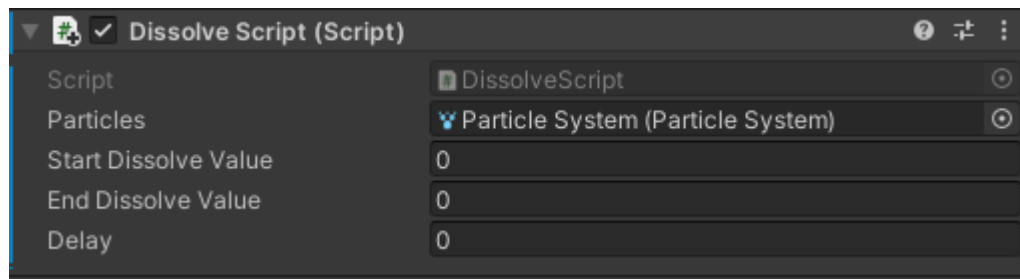 Dissolve Script (Script)
Script DissolveScript
Particles Particle System (Particle System)
Start Dissolve Value 0
End Dissolve Value 0
Delay 0